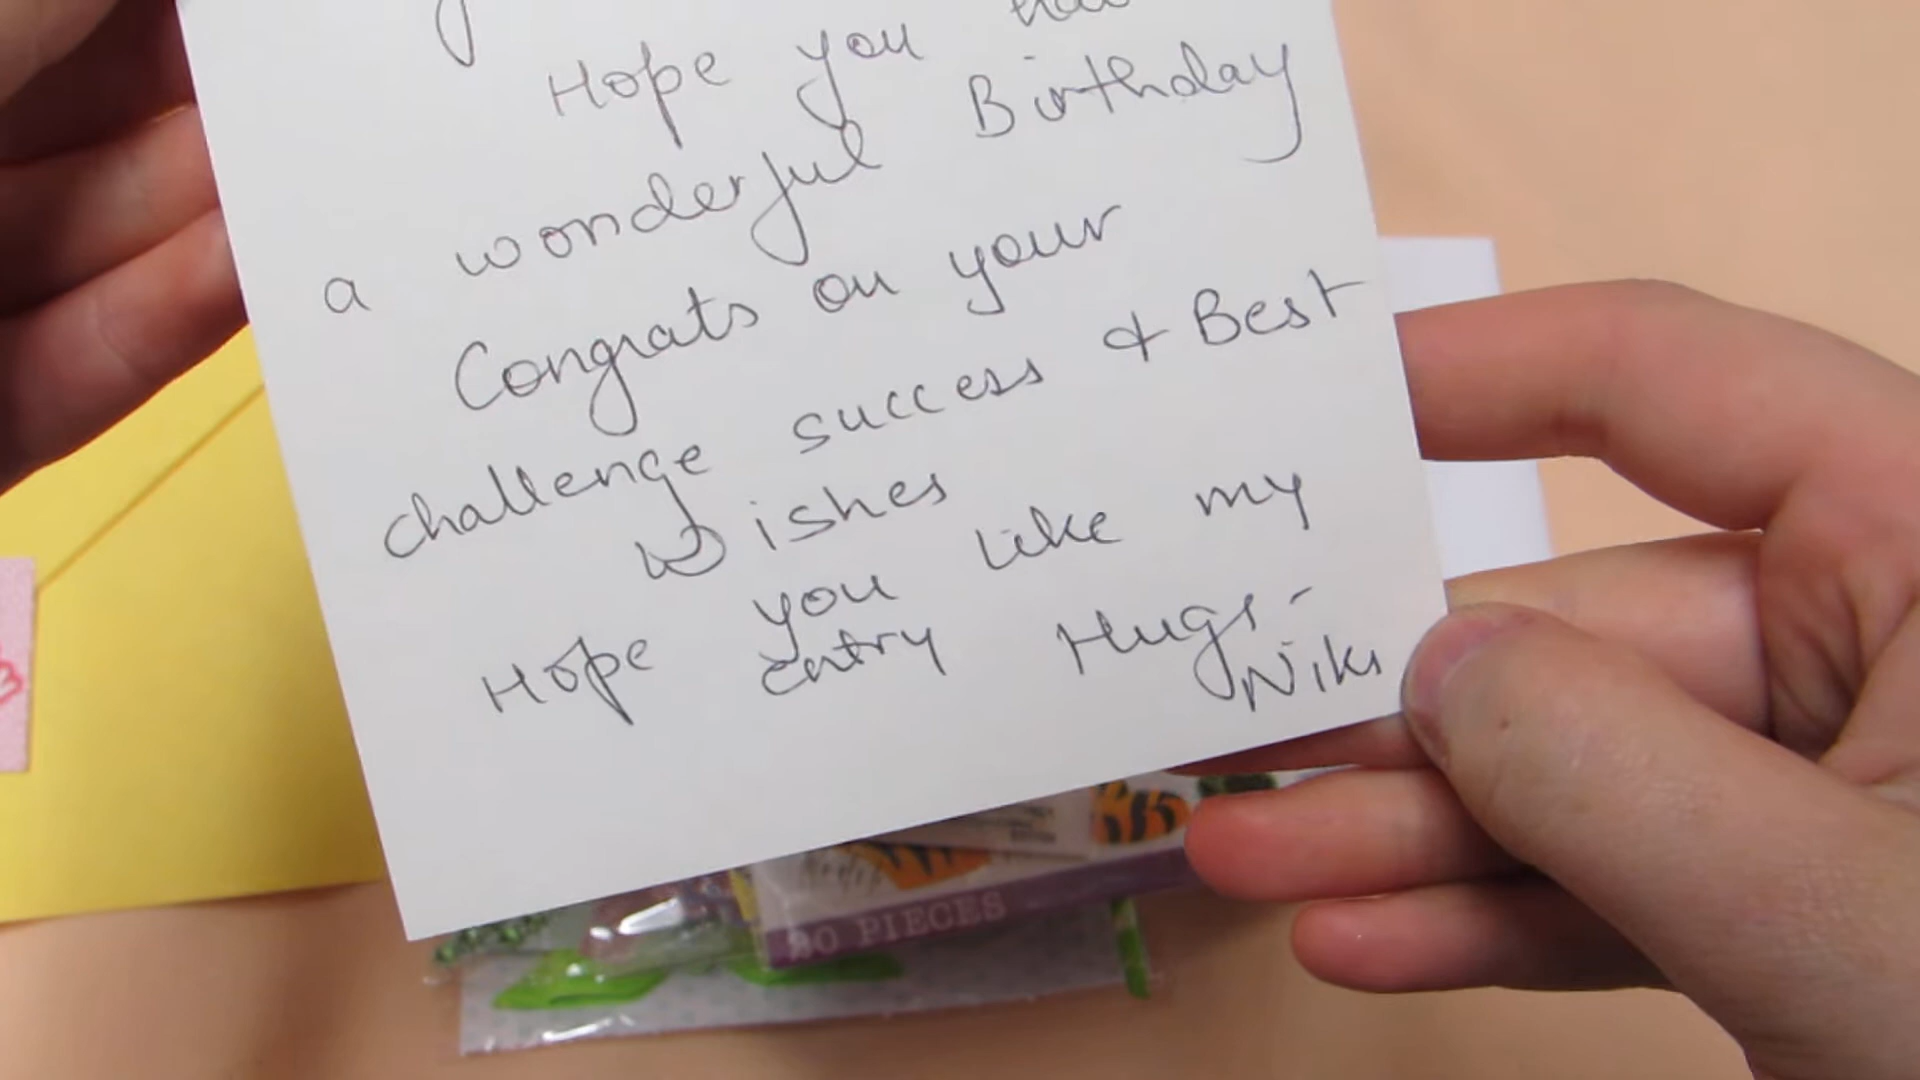 Hope you
a wonderful Birthday
Congrats on your
challenge success & Best
Wishes
Hope you like my
entry Hugs -
Niki
80 PIECES